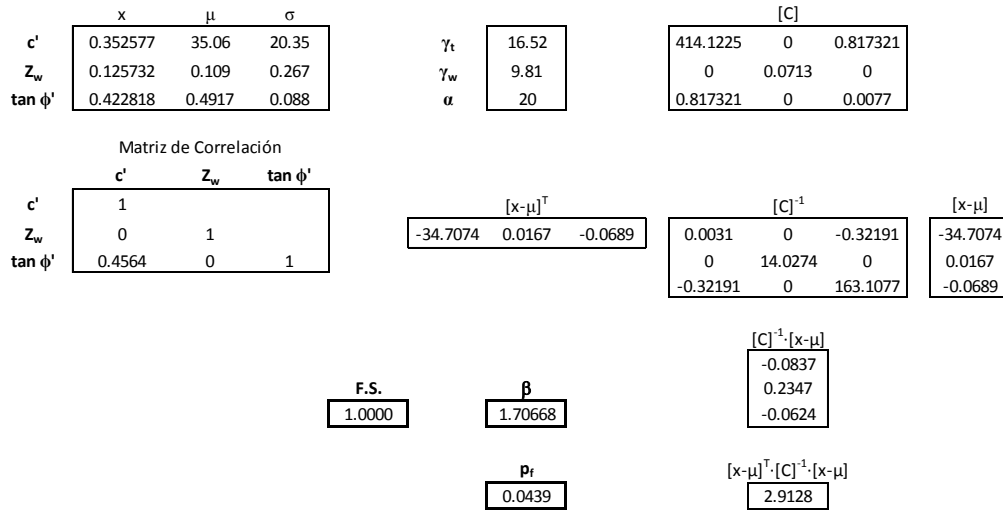 x μ σ [C]
c' 0.352577 35.06 20.35 γt 16.52 414.1225 0 0.817321
Zw 0.125732 0.109 0.267 γw 9.81 0 0.0713 0
tan ϕ' 0.422818 0.4917 0.088 α 20 0.817321 0 0.0077
Matriz de Correlación
c' Zw tan ϕ'
c' 1 [x-μ]T [C]-1 [x-μ]
Zw 0 1 -34.7074 0.0167 -0.0689 0.0031 0 -0.32191 -34.7074
tan ϕ' 0.4564 0 1 0 14.0274 0 0.0167
-0.32191 0 163.1077 -0.0689
[C]-1·[x-μ]
-0.0837
F.S. β 0.2347
1.0000 1.70668 -0.0624
pf [x-μ]T·[C]-1·[x-μ]
0.0439 2.9128